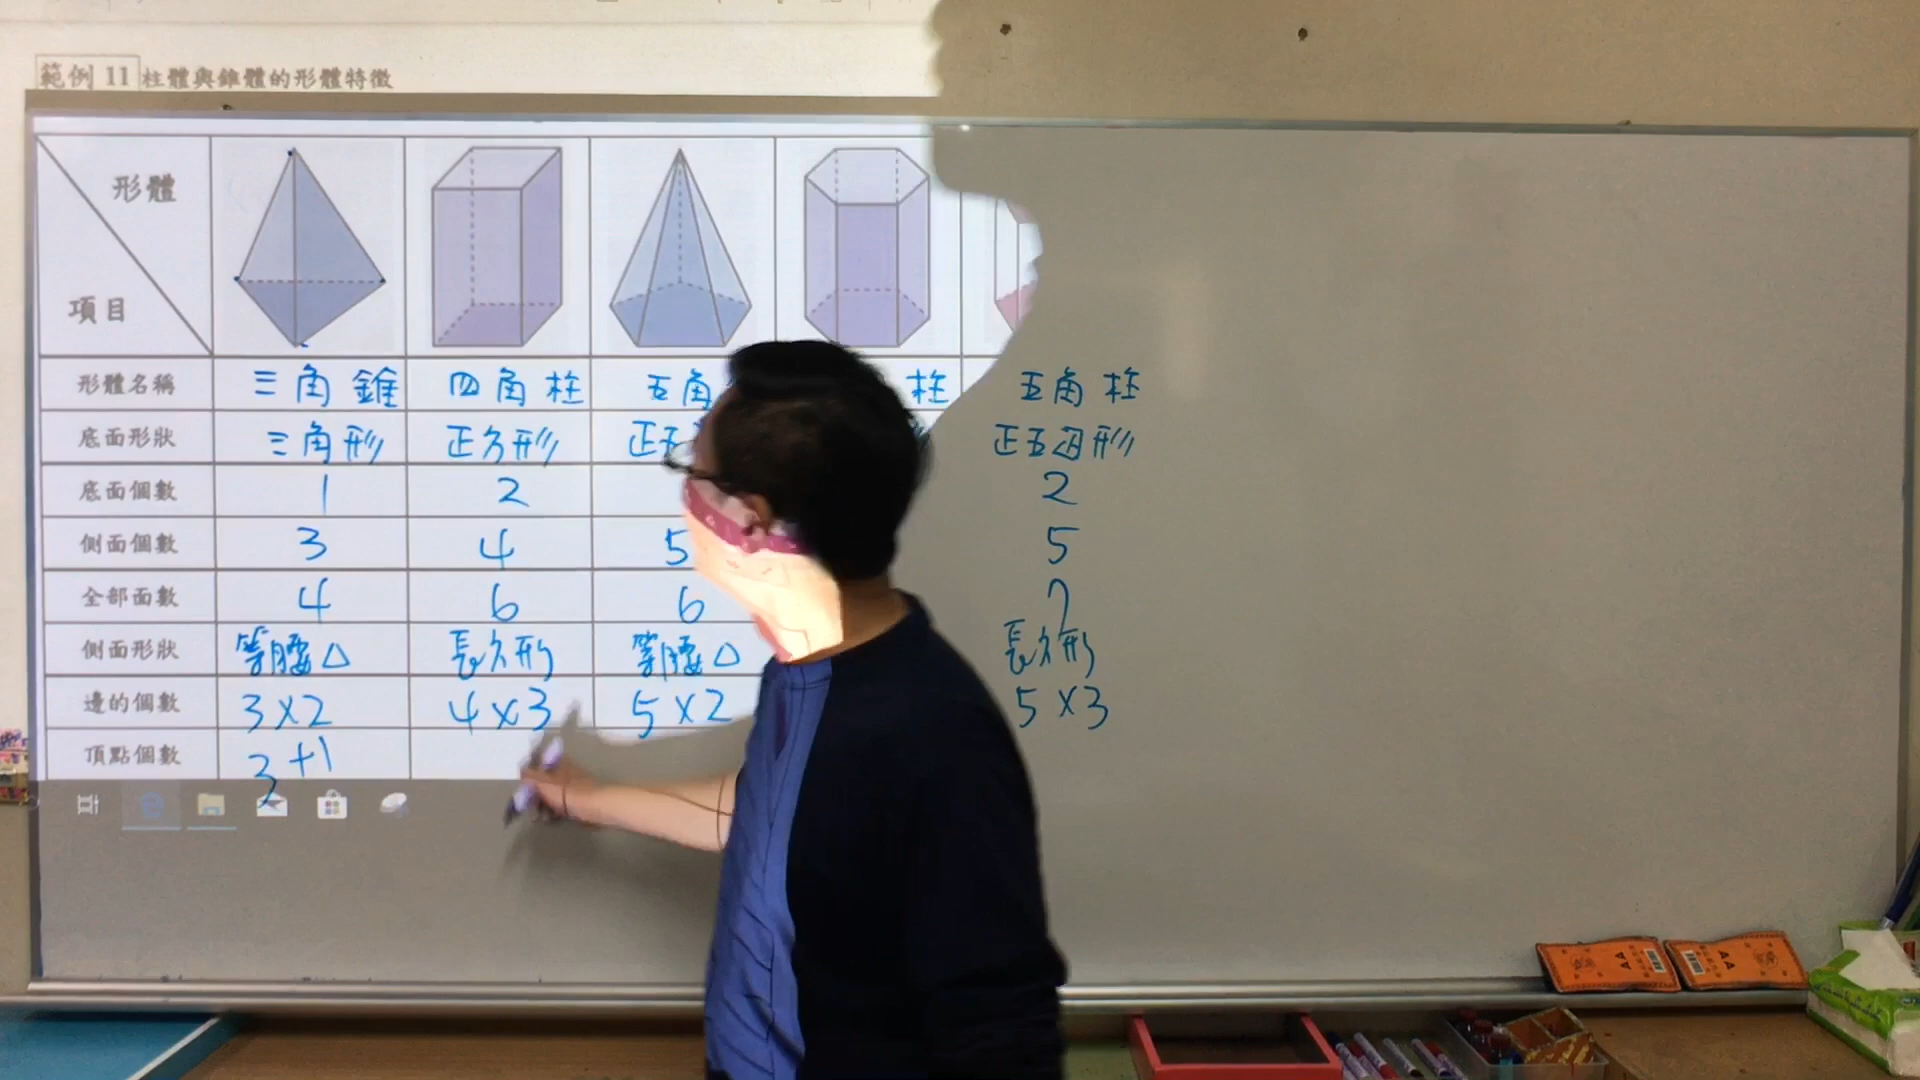 範例 11 柱體與錐體的形體特徵
形體
項目
形體名稱 三角錐 四角柱 五角 柱 五角柱
底面形狀 三角形 正方形 正五 正五角形
底面個數 1 2 2
側面個數 3 4 5 5
全部面數 4 6 6 7
側面形狀 等腰△ 長方形 等腰△ 長方形
邊的個數 3×2 4×3 5×2 5×3
頂點個數 3+1